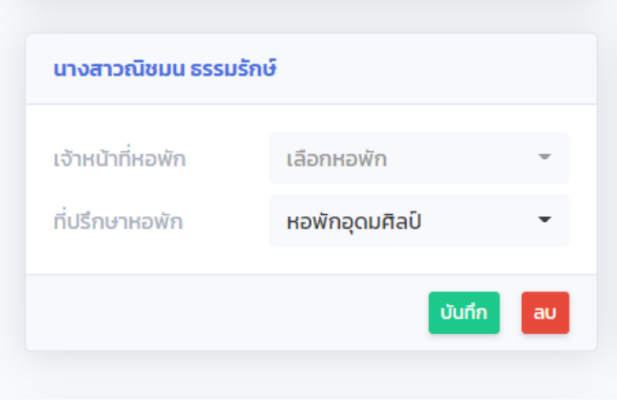 นางสาวณิชมน ธรรมรักษ์
เจ้าหน้าที่หอพัก เลือกหอพัก
ที่ปรึกษาหอพัก หอพักอุดมศิลป์
บันทึก ลบ